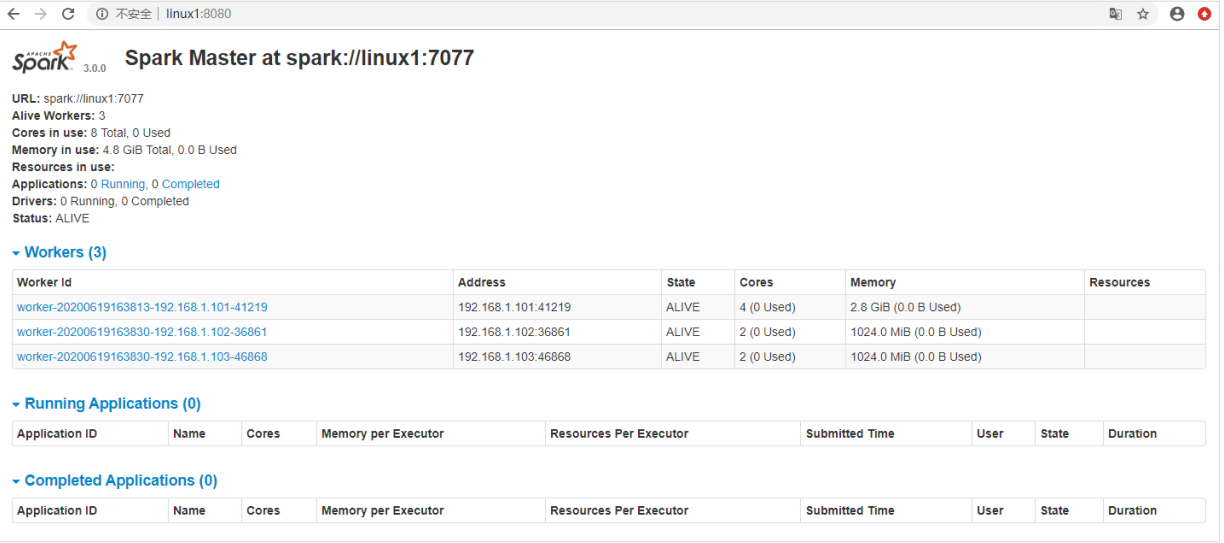 不安全 | linux1:8080
APACHE Spark 3.0.0 Spark Master at spark://linux1:7077
URL: spark://linux1:7077
Alive Workers: 3
Cores in use: 8 Total, 0 Used
Memory in use: 4.8 GiB Total, 0.0 B Used
Resources in use:
Applications: 0 Running, 0 Completed
Drivers: 0 Running, 0 Completed
Status: ALIVE
Workers (3)
Worker Id Address State Cores Memory Resources
worker-20200619163813-192.168.1.101-41219 192.168.1.101:41219 ALIVE 4 (0 Used) 2.8 GiB (0.0 B Used)
worker-20200619163830-192.168.1.102-36861 192.168.1.102:36861 ALIVE 2 (0 Used) 1024.0 MiB (0.0 B Used)
worker-20200619163830-192.168.1.103-46868 192.168.1.103:46868 ALIVE 2 (0 Used) 1024.0 MiB (0.0 B Used)
Running Applications (0)
Application ID Name Cores Memory per Executor Resources Per Executor Submitted Time User State Duration
Completed Applications (0)
Application ID Name Cores Memory per Executor Resources Per Executor Submitted Time User State Duration